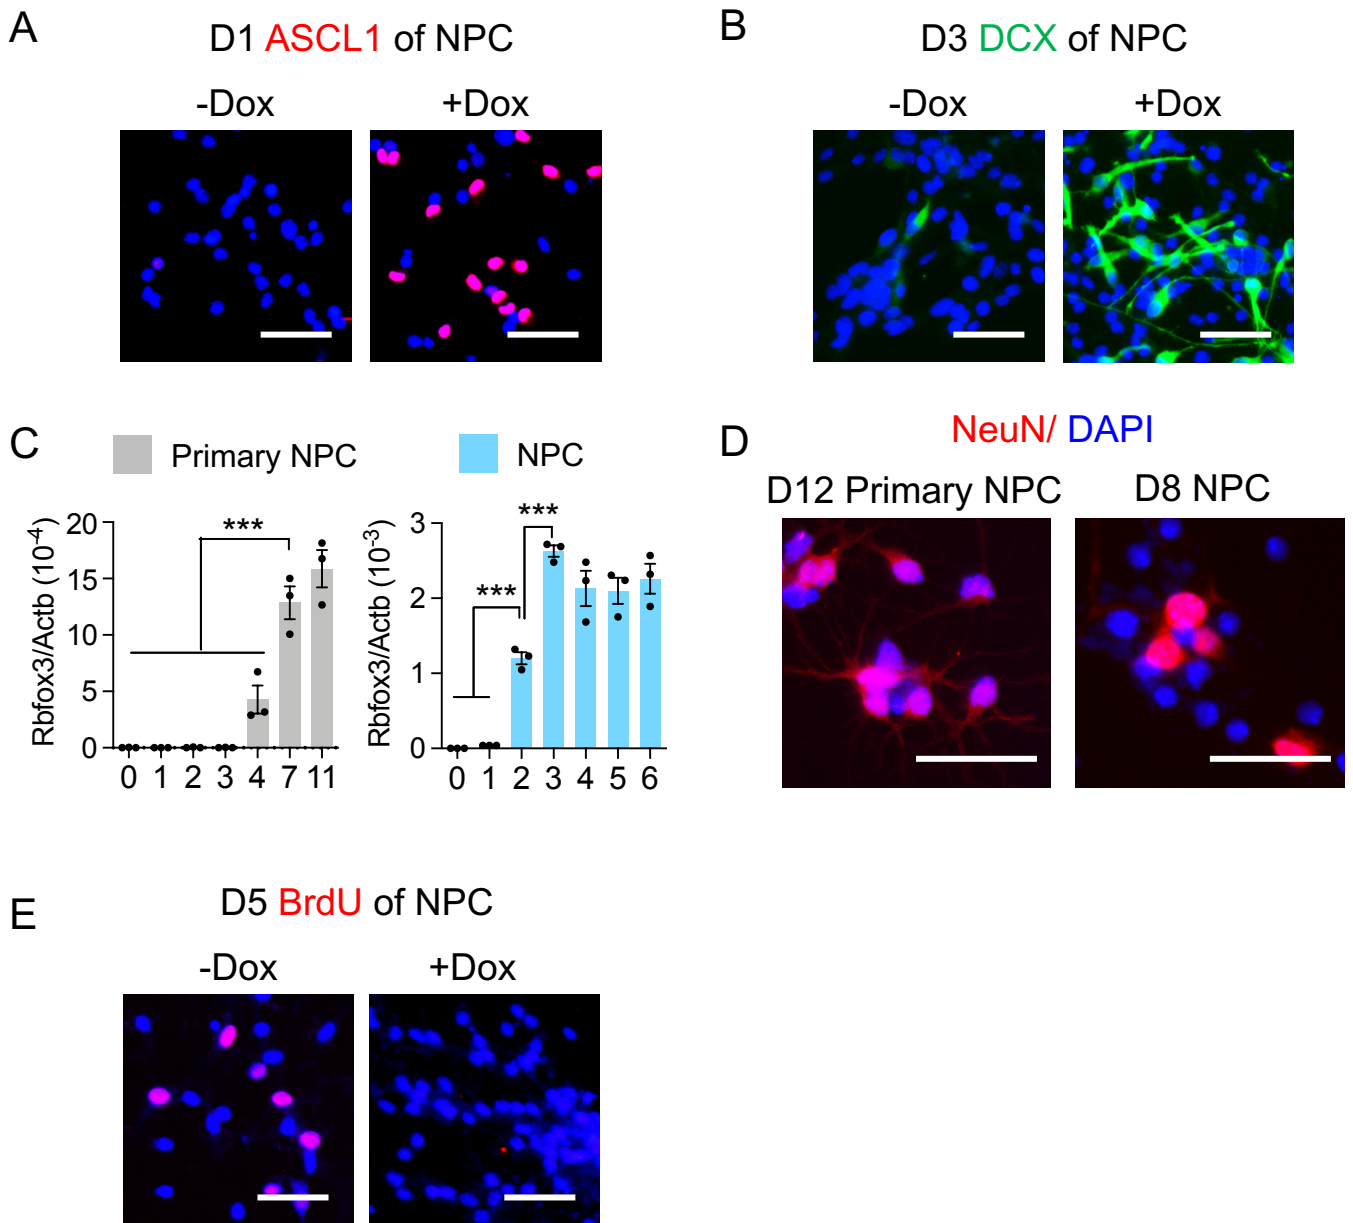 A
D1 ASCL1 of NPC
-Dox
+Dox
B
D3 DCX of NPC
-Dox
+Dox
C
Primary NPC
NPC
Rbfox3/Actb (10-4)
20
15
10
5
0
***
0 1 2 3 4 7 11
Rbfox3/Actb (10-3)
3
2
1
0
***
***
0 1 2 3 4 5 6
D
NeuN/ DAPI
D12 Primary NPC
D8 NPC
E
D5 BrdU of NPC
-Dox
+Dox